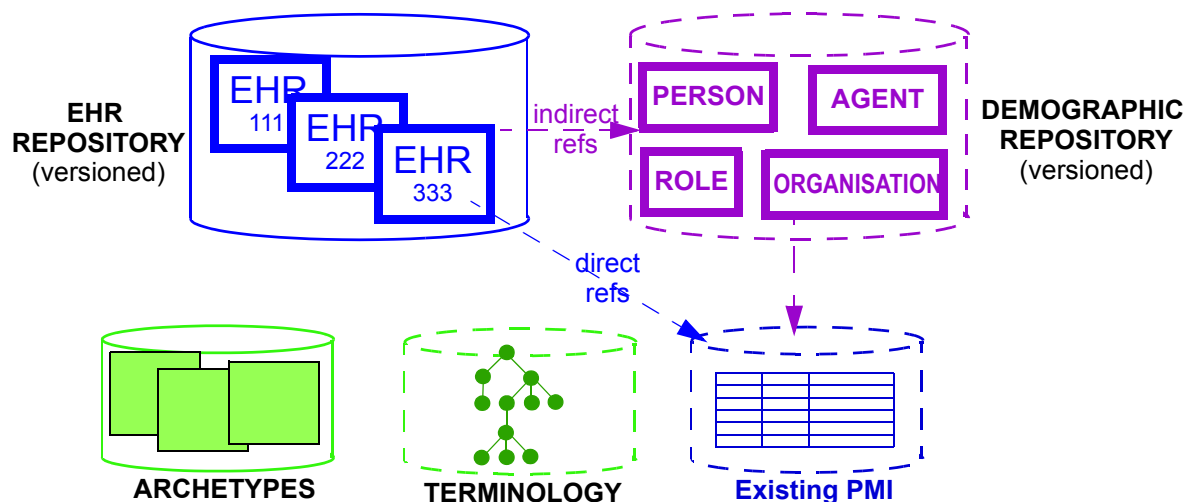 EHR
REPOSITORY
(versioned)
EHR
111
EHR
222
EHR
333
indirect
refs
direct
refs
PERSON
AGENT
ROLE
ORGANISATION
DEMOGRAPHIC
REPOSITORY
(versioned)
ARCHETYPES
TERMINOLOGY
Existing PMI